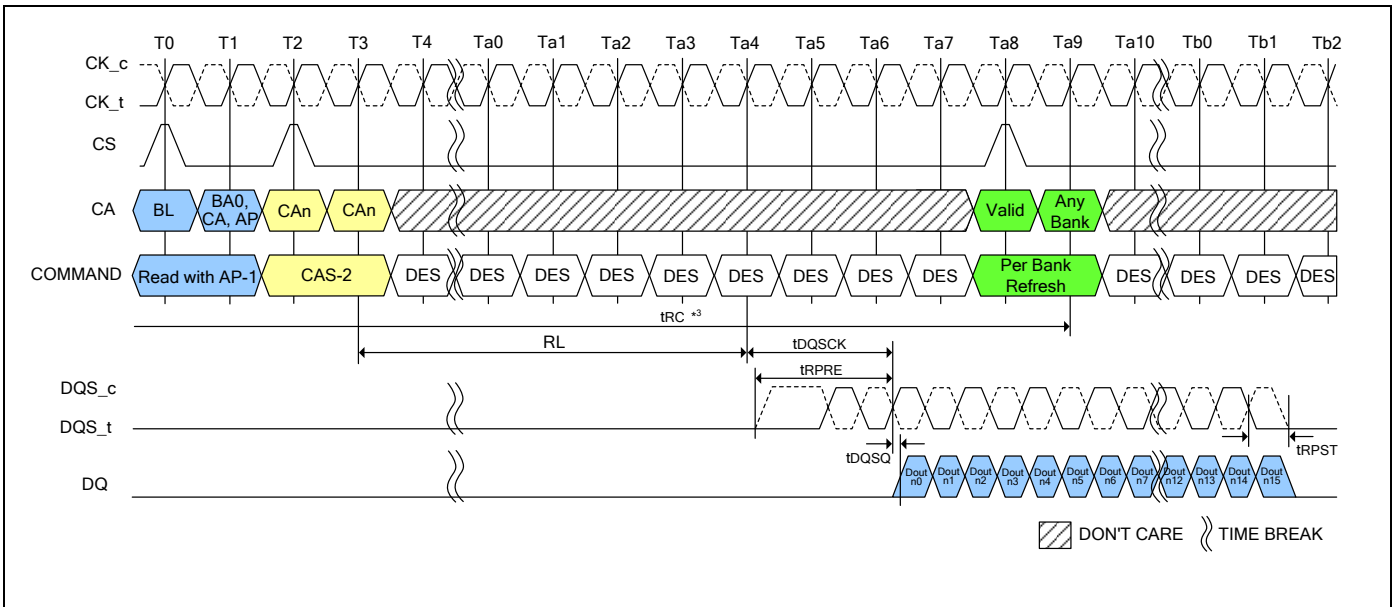 T0 T1 T2 T3 T4 Ta0 Ta1 Ta2 Ta3 Ta4 Ta5 Ta6 Ta7 Ta8 Ta9 Ta10 Tb0 Tb1 Tb2
CK_c
CK_t
CS
CA
BL
BA0,
CA, AP
CAn
CAn
Valid
Any
Bank
COMMAND
Read with AP-1
CAS-2
DES DES DES DES DES DES DES DES DES
Per Bank
Refresh
DES DES DES DES
tRC *3
RL
tDQSCK
tRPRE
DQS_c
DQS_t
tDQSQ
tRPST
DQ
Dout
n0
Dout
n1
Dout
n2
Dout
n3
Dout
n4
Dout
n5
Dout
n6
Dout
n7
Dout
n12
Dout
n13
Dout
n14
Dout
n15
DON'T CARE
TIME BREAK